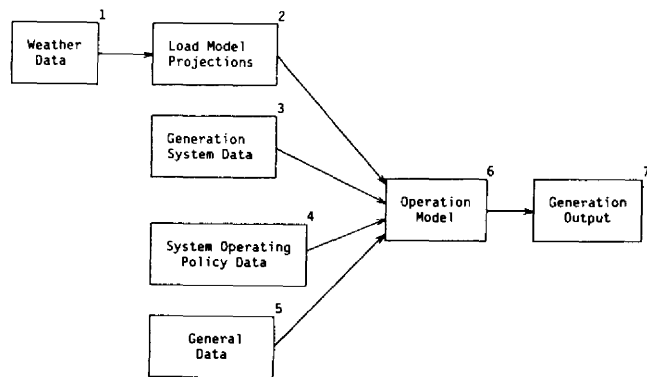 1
Weather
Data
2
Load Model
Projections
3
Generation
System Data
4
System Operating
Policy Data
5
General
Data
6
Operation
Model
7
Generation
Output